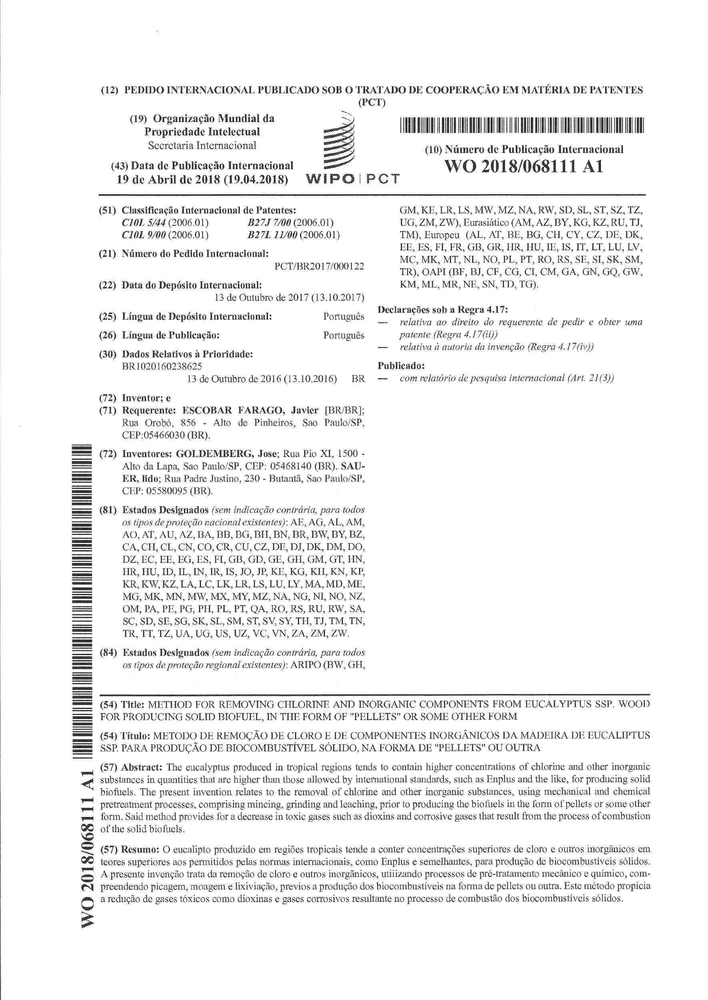 (12) PEDIDO INTERNACIONAL PUBLICADO SOB O TRATADO DE COOPERAÇÃO EM MATÉRIA DE PATENTES
(PCT)
(19) Organização Mundial da
Propriedade Intelectual
Secretaria Internacional
(43) Data de Publicação Internacional
19 de Abril de 2018 (19.04.2018)
WIPO | PCT
(10) Número de Publicação Internacional
WO 2018/068111 A1
(51) Classificação Internacional de Patentes:
C10L 5/44 (2006.01) B27J 7/00 (2006.01)
C10L 9/00 (2006.01) B27L 11/00 (2006.01)
(21) Número do Pedido Internacional:
PCT/BR2017/000122
(22) Data do Depósito Internacional:
13 de Outubro de 2017 (13.10.2017)
(25) Língua de Depósito Internacional: Português
(26) Língua de Publicação: Português
(30) Dados Relativos à Prioridade:
BR1020160238625
13 de Outubro de 2016 (13.10.2016) BR
(72) Inventor; e
(71) Requerente: ESCOBAR FARAGO, Javier [BR/BR];
Rua Orobó, 856 - Alto de Pinheiros, Sao Paulo/SP,
CEP:05466030 (BR).
(72) Inventores: GOLDEMBERG, Jose; Rua Pio XI, 1500 -
Alto da Lapa, Sao Paulo/SP, CEP: 05468140 (BR). SAU-
ER, lido; Rua Padre Justino, 230 - Butantã, Sao Paulo/SP,
CEP: 05580095 (BR).
(81) Estados Designados (sem indicação contrária, para todos
os tipos de proteção nacional existentes): AE, AG, AL, AM,
AO, AT, AU, AZ, BA, BB, BG, BH, BN, BR, BW, BY, BZ,
CA, CH, CL, CN, CO, CR, CU, CZ, DE, DJ, DK, DM, DO,
DZ, EC, EE, EG, ES, FI, GB, GD, GE, GH, GM, GT, HN,
HR, HU, ID, IL, IN, IR, IS, JO, JP, KE, KG, KH, KN, KP,
KR, KW, KZ, LA, LC, LK, LR, LS, LU, LY, MA, MD, ME,
MG, MK, MN, MW, MX, MY, MZ, NA, NG, NI, NO, NZ,
OM, PA, PE, PG, PH, PL, PT, QA, RO, RS, RU, RW, SA,
SC, SD, SE, SG, SK, SL, SM, ST, SV, SY, TH, TJ, TM, TN,
TR, TT, TZ, UA, UG, US, UZ, VC, VN, ZA, ZM, ZW.
(84) Estados Designados (sem indicação contrária, para todos
os tipos de proteção regional existentes): ARIPO (BW, GH,
GM, KE, LR, LS, MW, MZ, NA, RW, SD, SL, ST, SZ, TZ,
UG, ZM, ZW), Eurasiático (AM, AZ, BY, KG, KZ, RU, TJ,
TM), Europeu (AL, AT, BE, BG, CH, CY, CZ, DE, DK,
EE, ES, FI, FR, GB, GR, HR, HU, IE, IS, IT, LT, LU, LV,
MC, MK, MT, NL, NO, PL, PT, RO, RS, SE, SI, SK, SM,
TR), OAPI (BF, BJ, CF, CG, CI, CM, GA, GN, GQ, GW,
KM, ML, MR, NE, SN, TD, TG).
Declarações sob a Regra 4.17:
— relativa ao direito do requerente de pedir e obter uma
patente (Regra 4.17(ii))
— relativa à autoria da invenção (Regra 4.17(iv))
Publicado:
— com relatório de pesquisa internacional (Art. 21(3))
(54) Title: METHOD FOR REMOVING CHLORINE AND INORGANIC COMPONENTS FROM EUCALYPTUS SSP. WOOD
FOR PRODUCING SOLID BIOFUEL, IN THE FORM OF "PELLETS" OR SOME OTHER FORM
(54) Título: METODO DE REMOÇÃO DE CLORO E DE COMPONENTES INORGÂNICOS DA MADEIRA DE EUCALIPTUS
SSP. PARA PRODUÇÃO DE BIOCOMBUSTÍVEL SÓLIDO, NA FORMA DE "PELLETS" OU OUTRA
(57) Abstract: The eucalyptus produced in tropical regions tends to contain higher concentrations of chlorine and other inorganic
substances in quantities that are higher than those allowed by international standards, such as Enplus and the like, for producing solid
biofuels. The present invention relates to the removal of chlorine and other inorganic substances, using mechanical and chemical
pretreatment processes, comprising mincing, grinding and leaching, prior to producing the biofuels in the form of pellets or some other
form. Said method provides for a decrease in toxic gases such as dioxins and corrosive gases that result from the process of combustion
of the solid biofuels.
(57) Resumo: O eucalipto produzido em regiões tropicais tende a conter concentrações superiores de cloro e outros inorgânicos em
teores superiores aos permitidos pelas normas internacionais, como Enplus e semelhantes, para produção de biocombustíveis sólidos.
A presente invenção trata da remoção de cloro e outros inorgânicos, utiiizando processos de pré-tratamento mecânico e químico, com-
preendendo picagem, moagem e lixiviação, previos a produção dos biocombustíveis na forma de pellets ou outra. Este método propicia
a redução de gases tóxicos como dioxinas e gases corrosivos resultante no processo de combustão dos biocombustíveis sólidos.
WO 2018/068111 A1